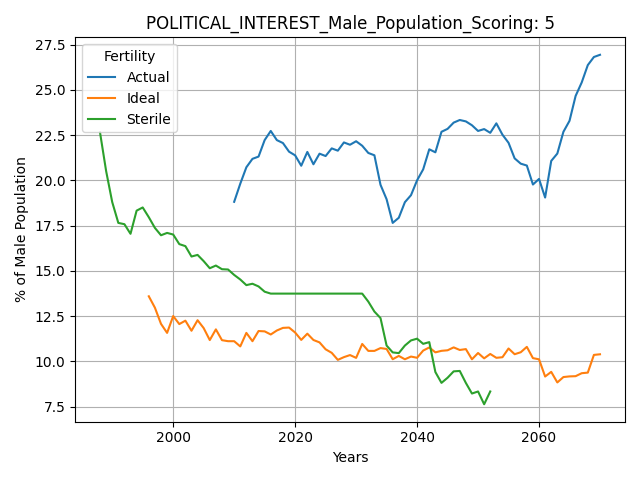 POLITICAL_INTEREST_Male_Population_Scoring: 5
27.5
25.0
22.5
20.0
17.5
15.0
12.5
10.0
7.5
% of Male Population
Fertility
Actual
Ideal
Sterile
2000
2020
2040
2060
Years